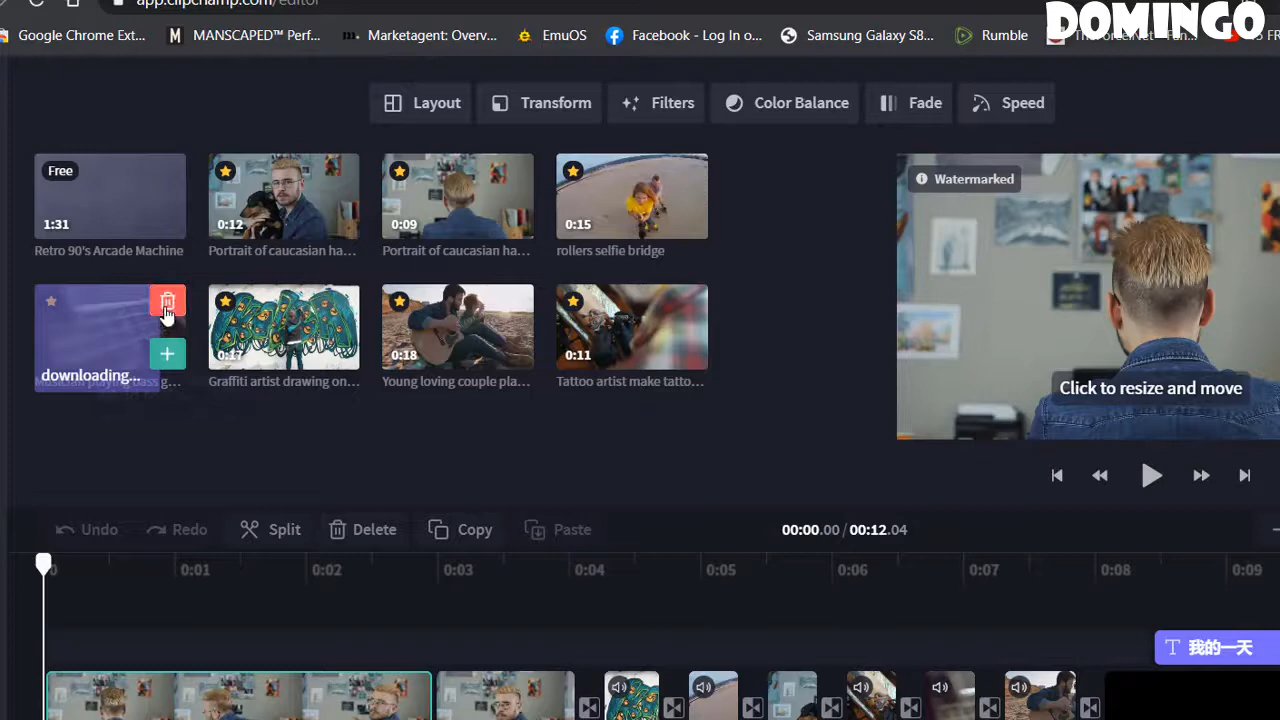 app.clipchamp.com/editor
DOMINGO
Google Chrome Ext...
MANSCAPED™ Perf...
Marketagent: Overv...
EmuOS
Facebook - Log In o...
Samsung Galaxy S8...
Rumble
Layout
Transform
Filters
Color Balance
Fade
Speed
Free
1:31
0:12
0:09
0:15
Retro 90's Arcade Machine
Portrait of caucasian ha...
Portrait of caucasian ha...
rollers selfie bridge
Watermarked
downloading...
0:17
0:18
0:11
Graffiti artist drawing on...
Young loving couple pla...
Tattoo artist make tatto...
Click to resize and move
Undo
Redo
Split
Delete
Copy
Paste
00:00.00 / 00:12.04
0
0:01
0:02
0:03
0:04
0:05
0:06
0:07
0:08
0:09
我的一天